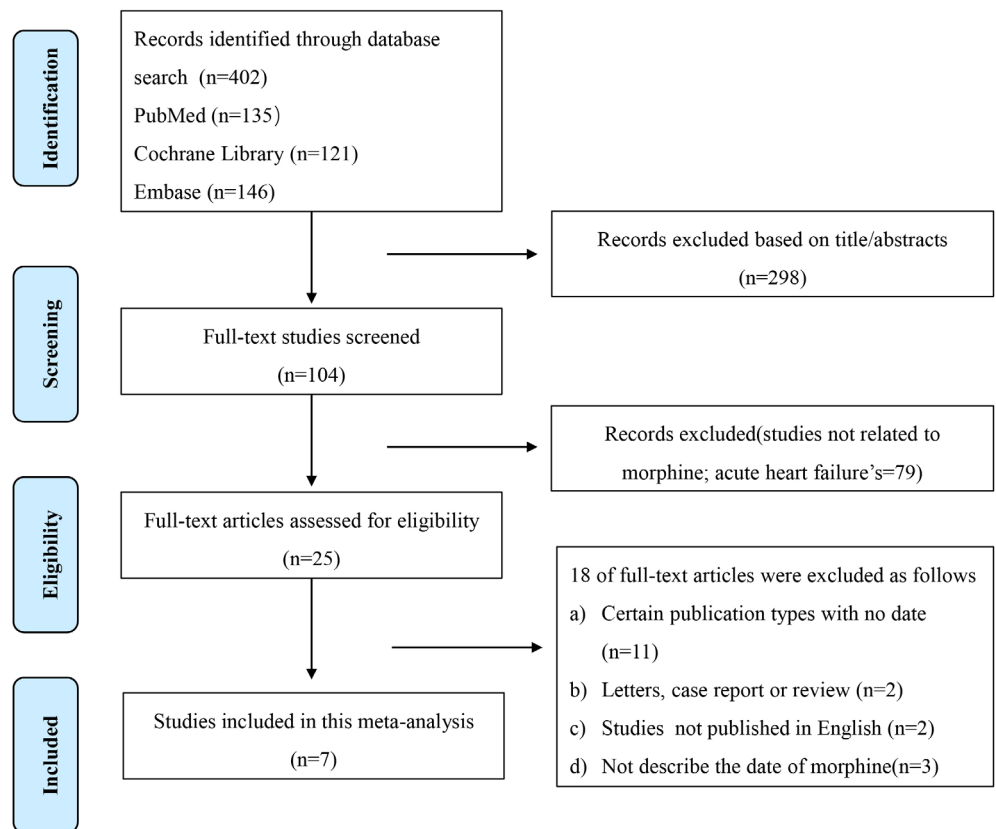 Identification
Records identified through database
search (n=402)
PubMed (n=135）
Cochrane Library (n=121)
Embase (n=146)
Records excluded based on title/abstracts
(n=298)
Screening
Full-text studies screened
(n=104)
Records excluded(studies not related to
morphine; acute heart failure’s=79)
Eligibility
Full-text articles assessed for eligibility
(n=25)
18 of full-text articles were excluded as follows
a) Certain publication types with no date
(n=11)
b) Letters, case report or review (n=2)
c) Studies not published in English (n=2)
d) Not describe the date of morphine(n=3)
Included
Studies included in this meta-analysis
(n=7)